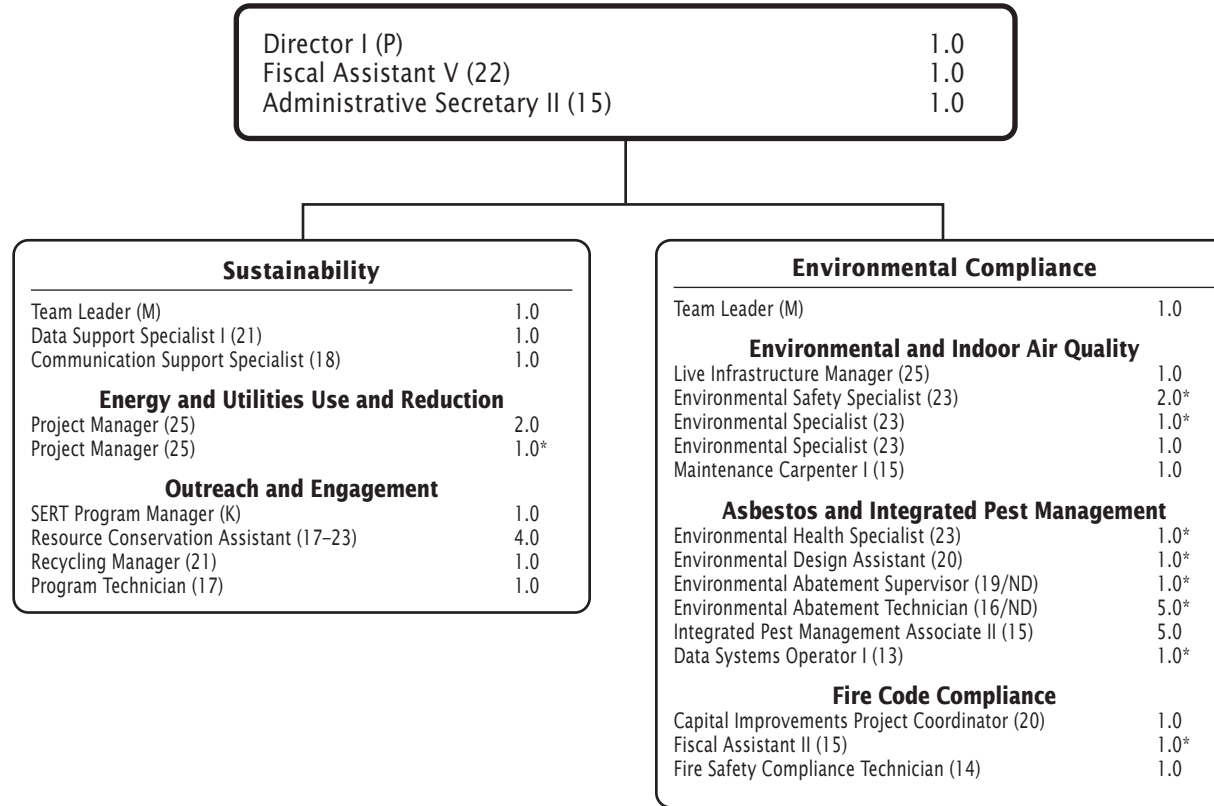 Director I (P) 1.0
Fiscal Assistant V (22) 1.0
Administrative Secretary II (15) 1.0
Sustainability
Team Leader (M) 1.0
Data Support Specialist I (21) 1.0
Communication Support Specialist (18) 1.0
Energy and Utilities Use and Reduction
Project Manager (25) 2.0
Project Manager (25) 1.0*
Outreach and Engagement
SERT Program Manager (K) 1.0
Resource Conservation Assistant (17–23) 4.0
Recycling Manager (21) 1.0
Program Technician (17) 1.0
Environmental Compliance
Team Leader (M) 1.0
Environmental and Indoor Air Quality
Live Infrastructure Manager (25) 1.0
Environmental Safety Specialist (23) 2.0*
Environmental Specialist (23) 1.0*
Environmental Specialist (23) 1.0
Maintenance Carpenter I (15) 1.0
Asbestos and Integrated Pest Management
Environmental Health Specialist (23) 1.0*
Environmental Design Assistant (20) 1.0*
Environmental Abatement Supervisor (19/ND) 1.0*
Environmental Abatement Technician (16/ND) 5.0*
Integrated Pest Management Associate II (15) 5.0
Data Systems Operator I (13) 1.0*
Fire Code Compliance
Capital Improvements Project Coordinator (20) 1.0
Fiscal Assistant II (15) 1.0*
Fire Safety Compliance Technician (14) 1.0